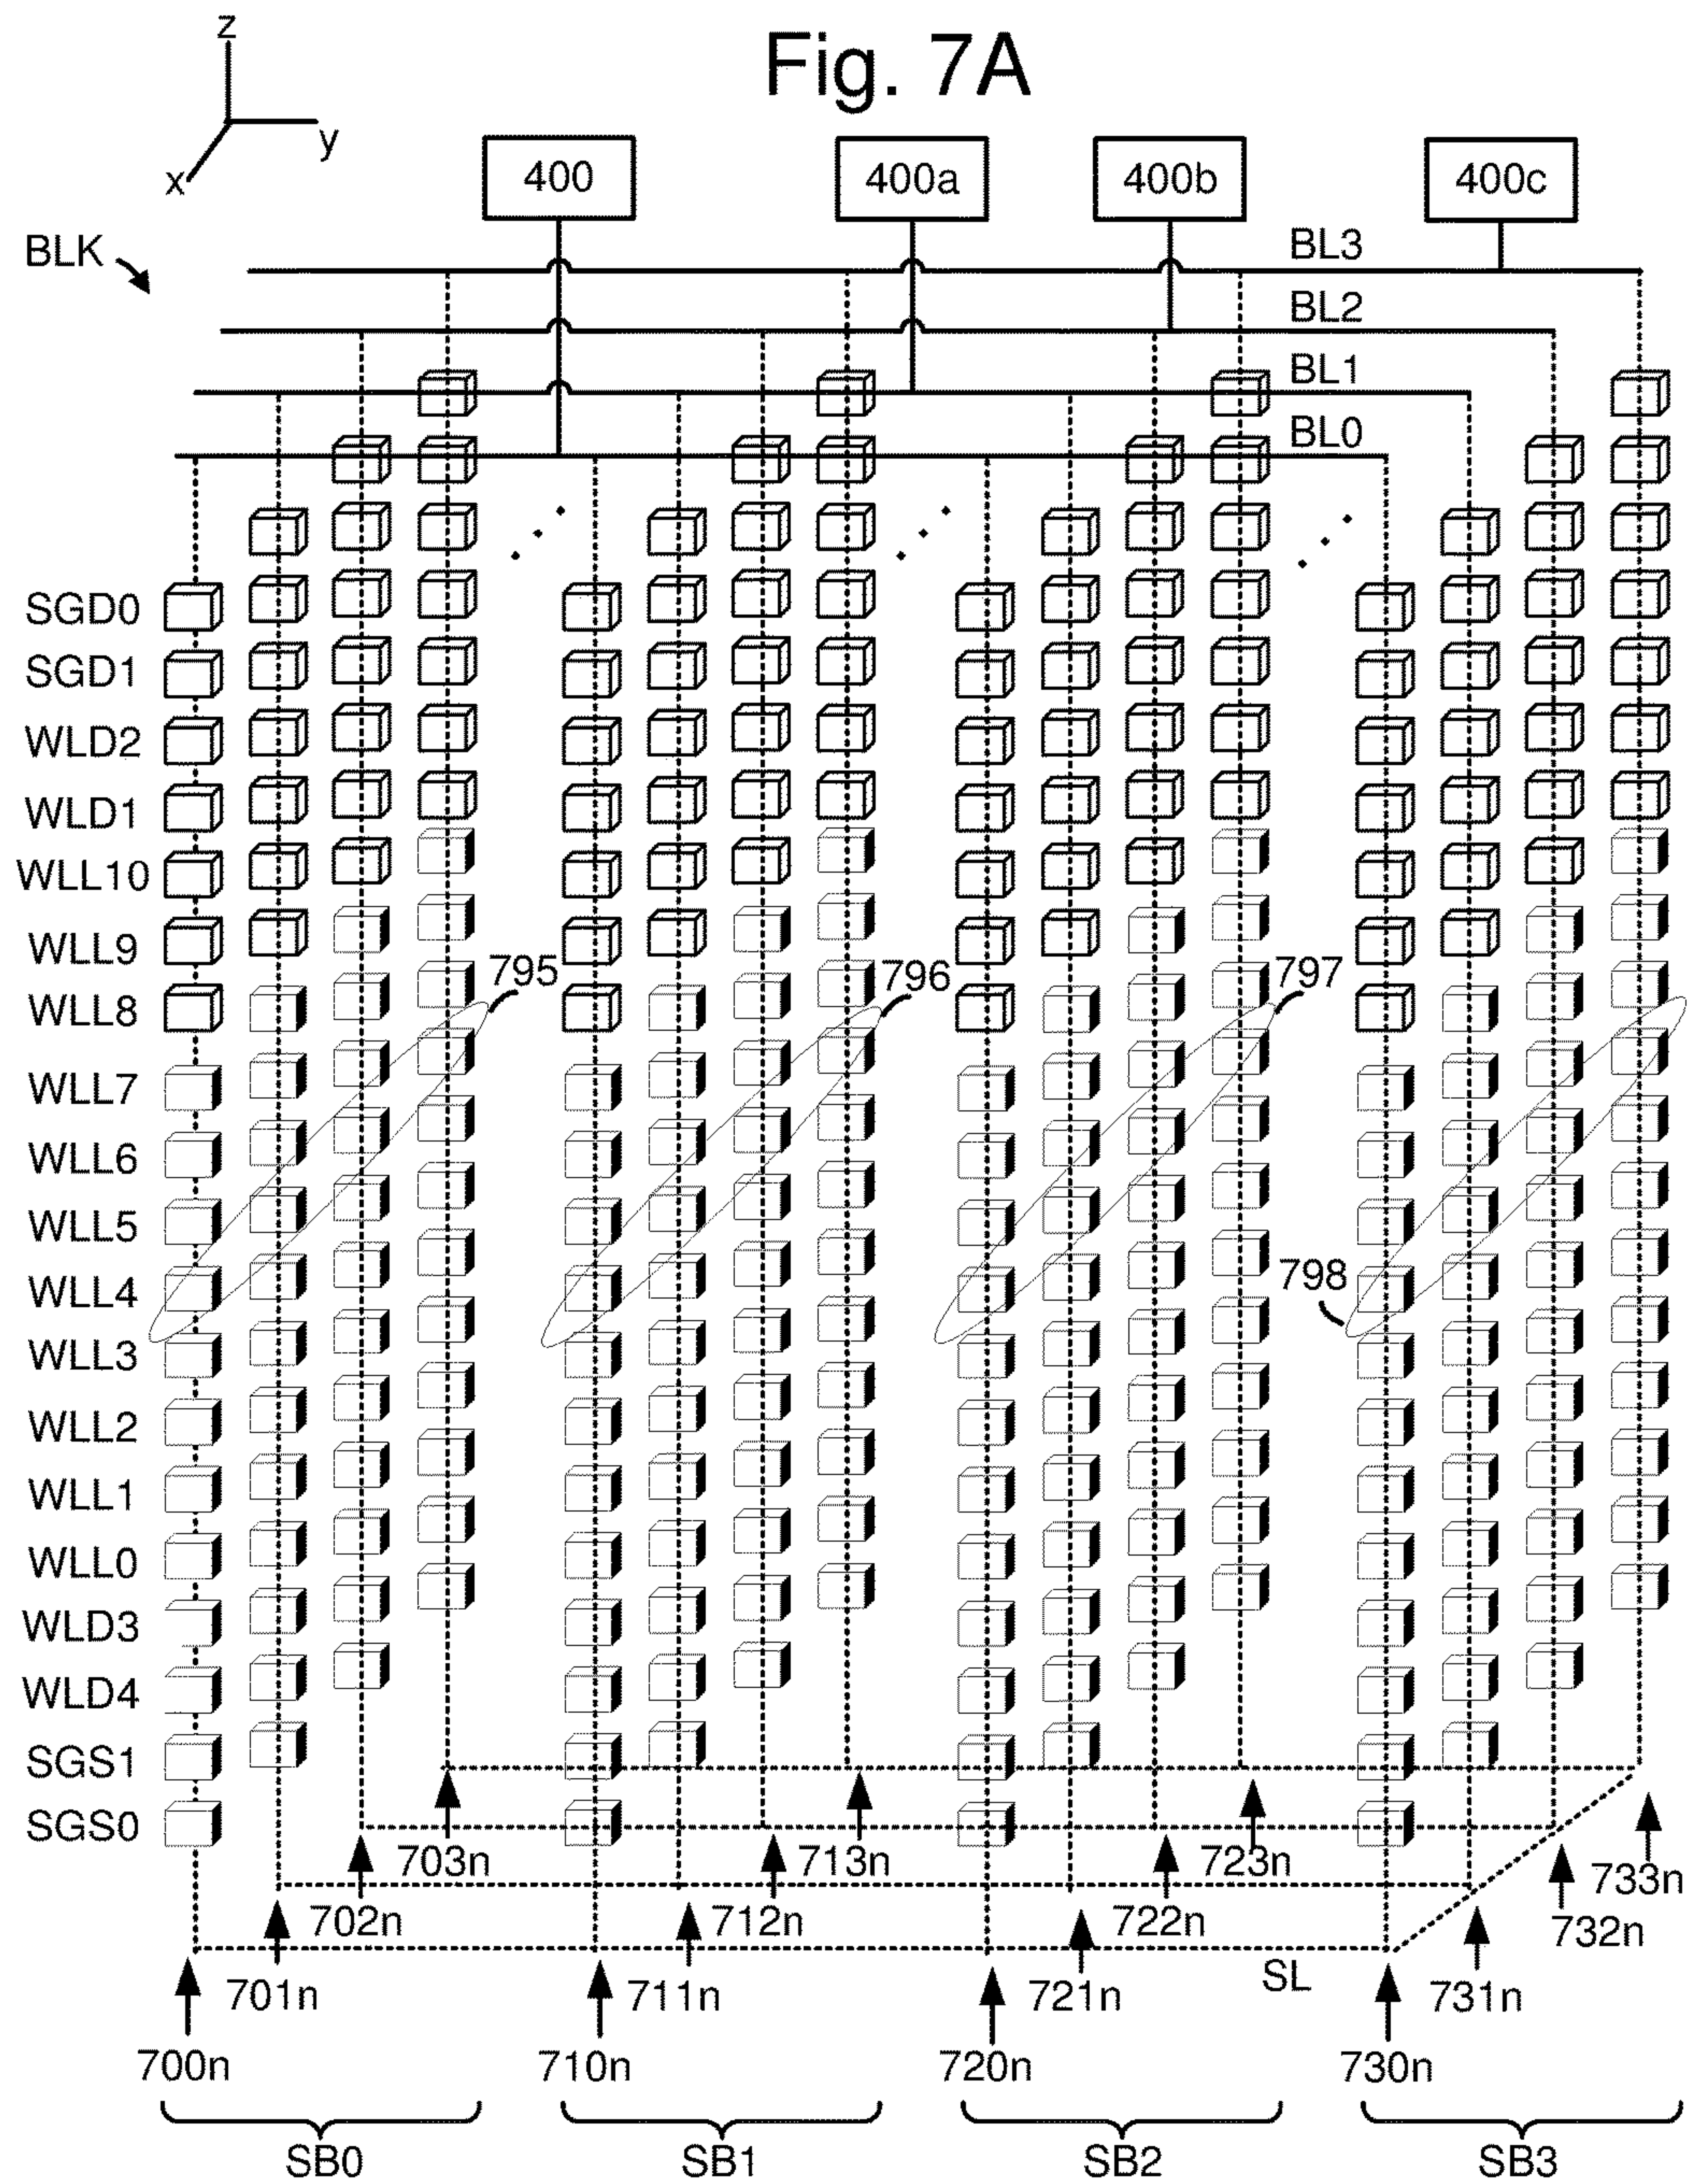 Fig. 7A
z
y
x
400 400a 400b 400c
BLK
BL3
BL2
BL1
BL0
SGD0
SGD1
WLD2
WLD1
WLL10
WLL9
795 796 797
WLL8
WLL7
WLL6
WLL5
WLL4
798
WLL3
WLL2
WLL1
WLL0
WLD3
WLD4
SGS1
SGS0
703n 713n 723n 733n
702n 712n 722n 732n
SL
701n 711n 721n 731n
700n 710n 720n 730n
SB0 SB1 SB2 SB3